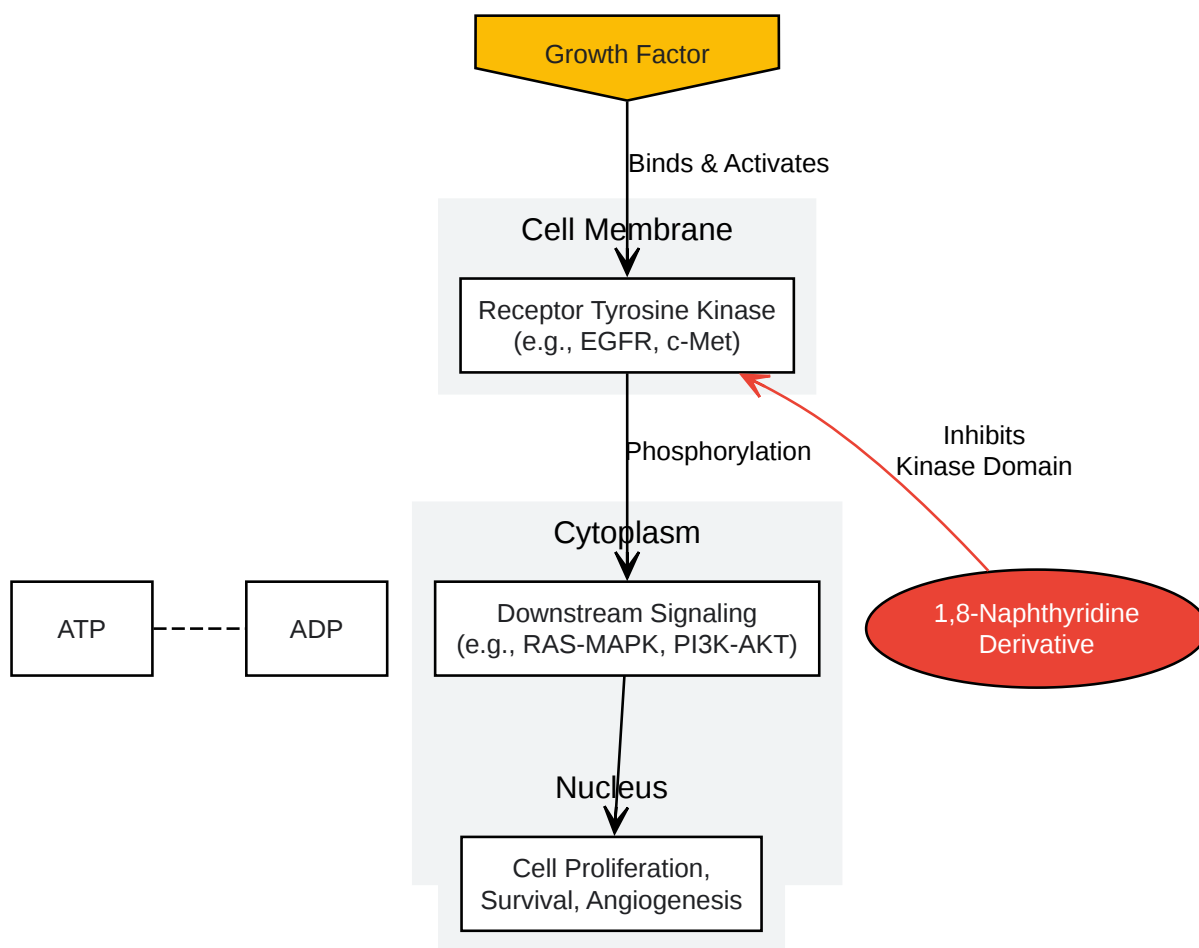 Growth Factor
Binds & Activates
Cell Membrane
Receptor Tyrosine Kinase
(e.g., EGFR, c-Met)
Phosphorylation
Inhibits
Kinase Domain
Cytoplasm
ATP
ADP
Downstream Signaling
(e.g., RAS-MAPK, PI3K-AKT)
1,8-Naphthyridine
Derivative
Nucleus
Cell Proliferation,
Survival, Angiogenesis